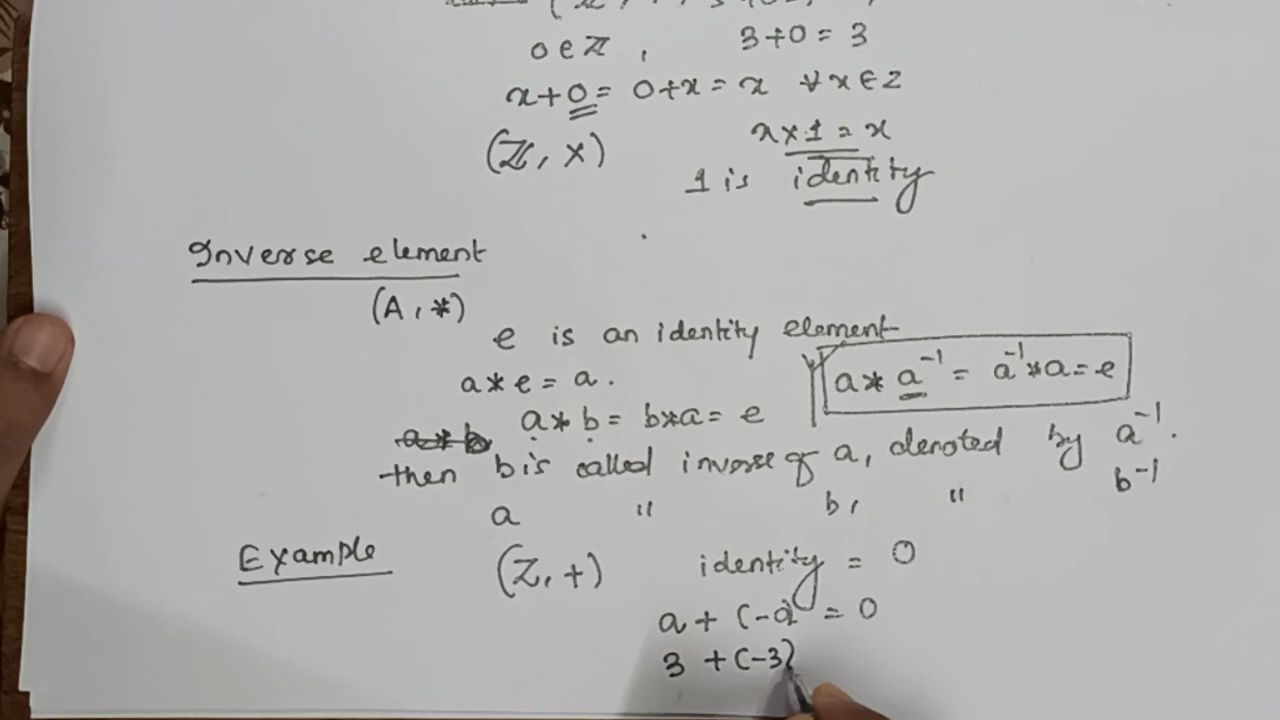 0 ∈ ℤ , 3+0 = 3
x+0 = 0+x = x ∀x∈Z
(ℤ, ×) x×1 = x
1 is identity
Inverse element
(A, *)
e is an identity element
a*e = a. a* a⁻¹ = a⁻¹*a = e
a*b a*b = b*a = e
then b is called inverse of a, denoted by a⁻¹.
a " b, " b⁻¹
Example (Z, +) identity = 0
a + (-a) = 0
3 + (-3)